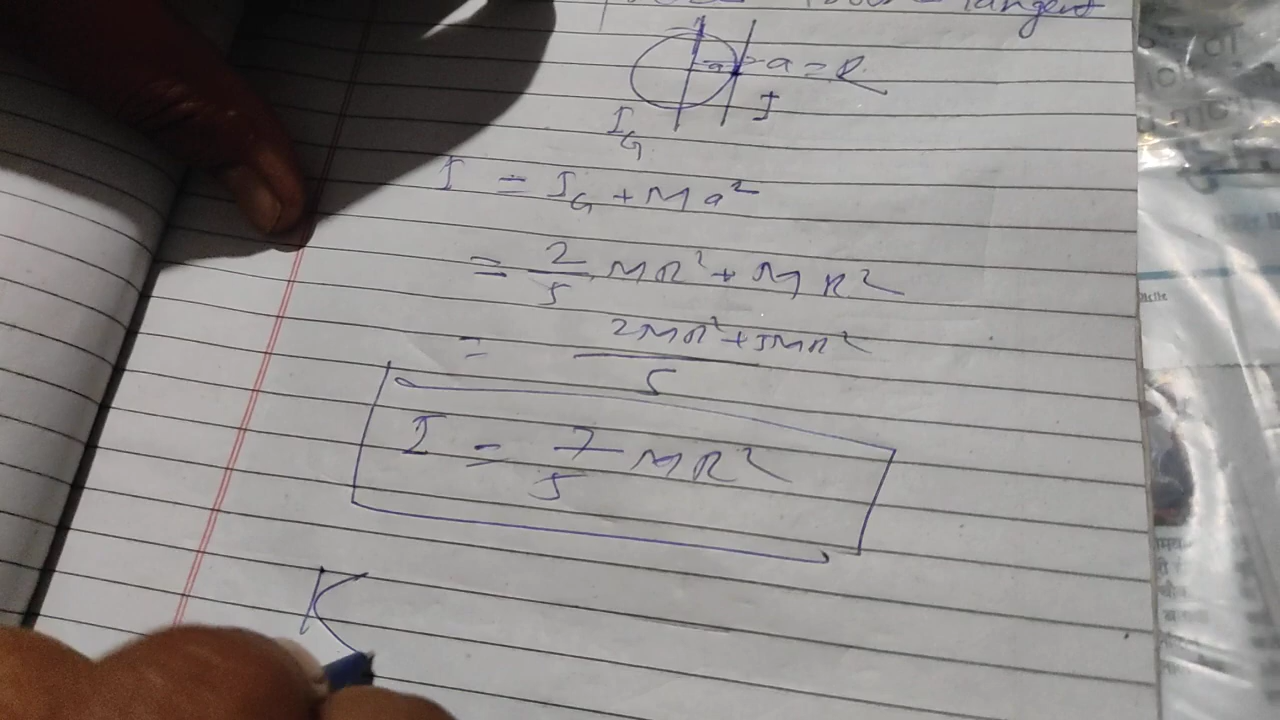 tangent
a a = R
I
I_G
I = I_G + Ma²
= 2/5 MR² + MR²
= 2MR² + 5MR² / 5
I = 7/5 MR²
K